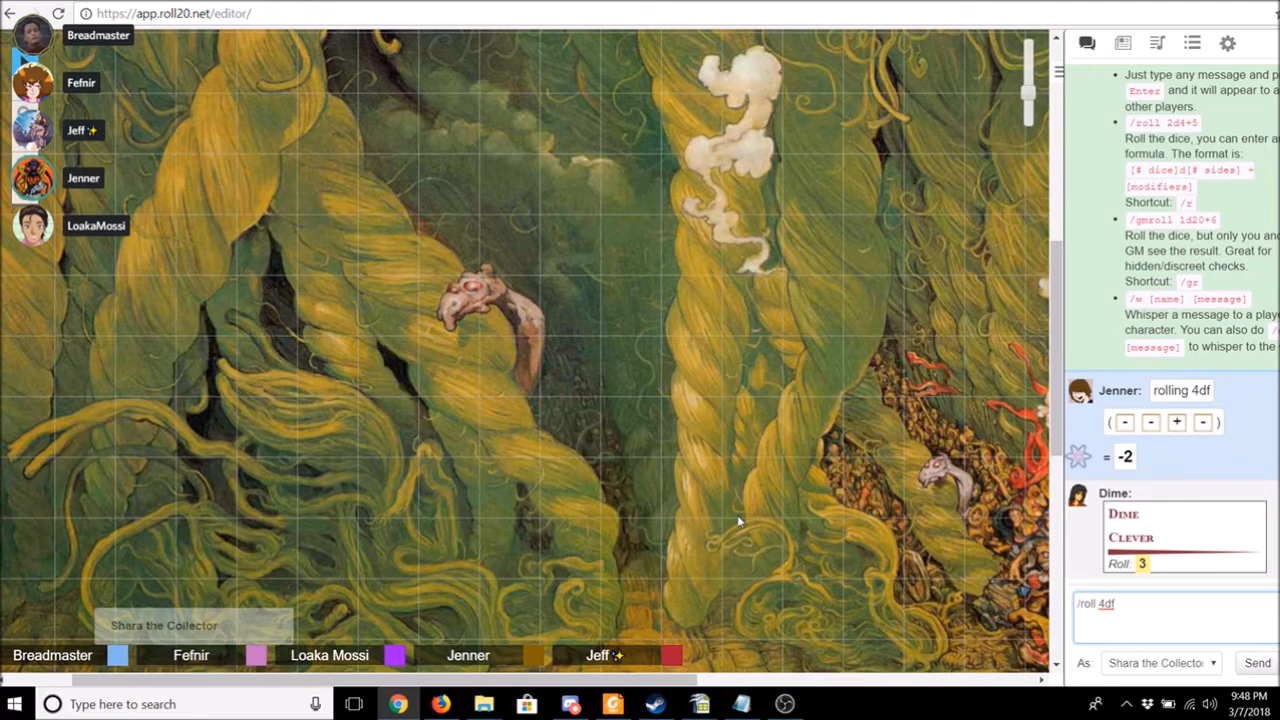 https://app.roll20.net/editor/
Breadmaster
Fefnir
Jeff✨
Jenner
LoakaMossi
Just type any message and p
Enter and it will appear to a
other players.
/roll 2d4+5
Roll the dice, you can enter a
formula. The format is:
[# dice]d[# sides] +
[modifiers]
Shortcut: /r
/gmroll 1d20+6
Roll the dice, but only you and
GM see the result. Great for
hidden/discreet checks.
Shortcut: /gr
/w [name] [message]
Whisper a message to a playe
character. You can also do /
[message] to whisper to the
Jenner: rolling 4df
( - - + - )
= -2
Dime:
DIME
CLEVER
Roll: 3
/roll 4df
As: Shara the Collecto
Send
Shara the Collector
Breadmaster Fefnir Loaka Mossi Jenner Jeff✨
Type here to search
9:48 PM
3/7/2018